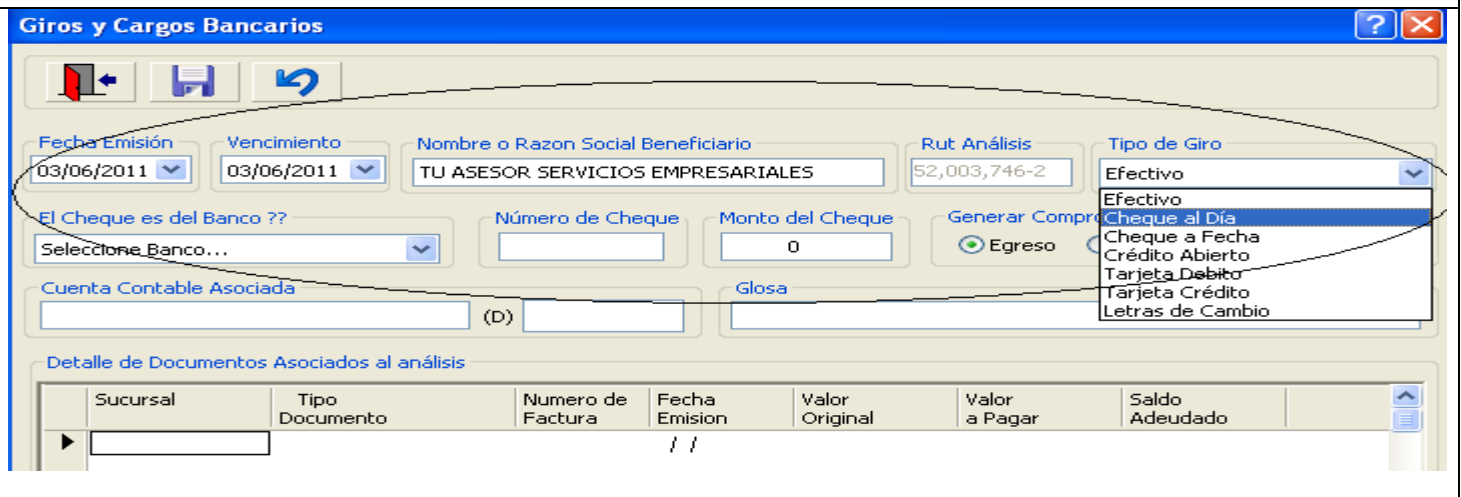 Giros y Cargos Bancarios
Fecha Emisión Vencimiento Nombre o Razon Social Beneficiario Rut Análisis Tipo de Giro
03/06/2011 03/06/2011 TU ASESOR SERVICIOS EMPRESARIALES 52,003,746-2 Efectivo
El Cheque es del Banco ?? Número de Cheque Monto del Cheque Generar Compro
Seleccione Banco... 0 Egreso
Efectivo
Cheque al Día
Cheque a Fecha
Crédito Abierto
Tarjeta Debito
Tarjeta Crédito
Letras de Cambio
Cuenta Contable Asociada Glosa
(D)
Detalle de Documentos Asociados al análisis
Sucursal Tipo Documento Numero de Factura Fecha Emision Valor Original Valor a Pagar Saldo Adeudado
/ /